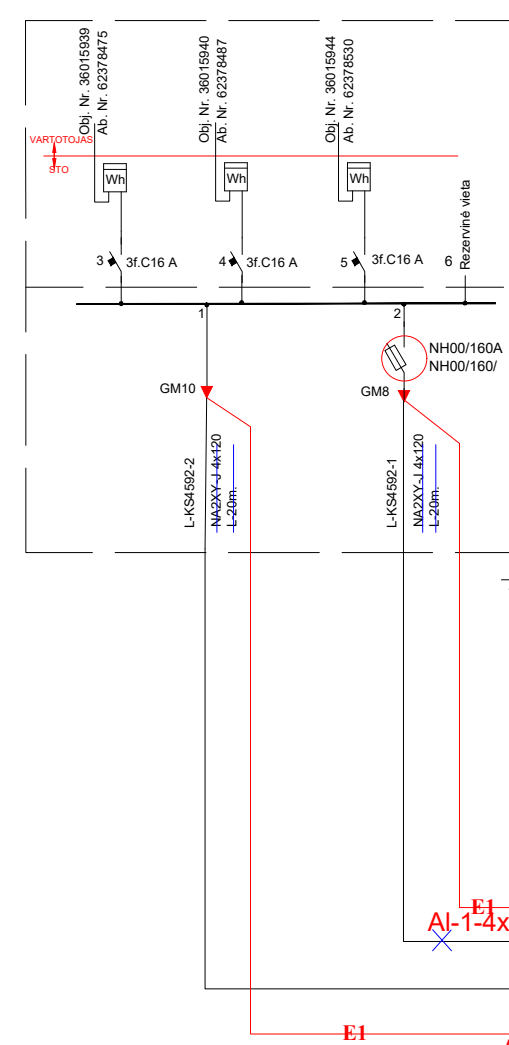 Obj. Nr. 36015939
Ab. Nr. 62378475
Obj. Nr. 36015940
Ab. Nr. 62378487
Obj. Nr. 36015944
Ab. Nr. 62378530
VARTOTOJAS
STO
Wh
Wh
Wh
3
3f.C16 A
4
3f.C16 A
5
3f.C16 A
6
Rezervinė vieta
1
2
NH00/160A
NH00/160/
GM10
GM8
L-KS4592-2
NA2XY-J 4x120
L-20m.
L-KS4592-1
NA2XY-J 4x120
L-20m.
E1
Al-1-4x
E1